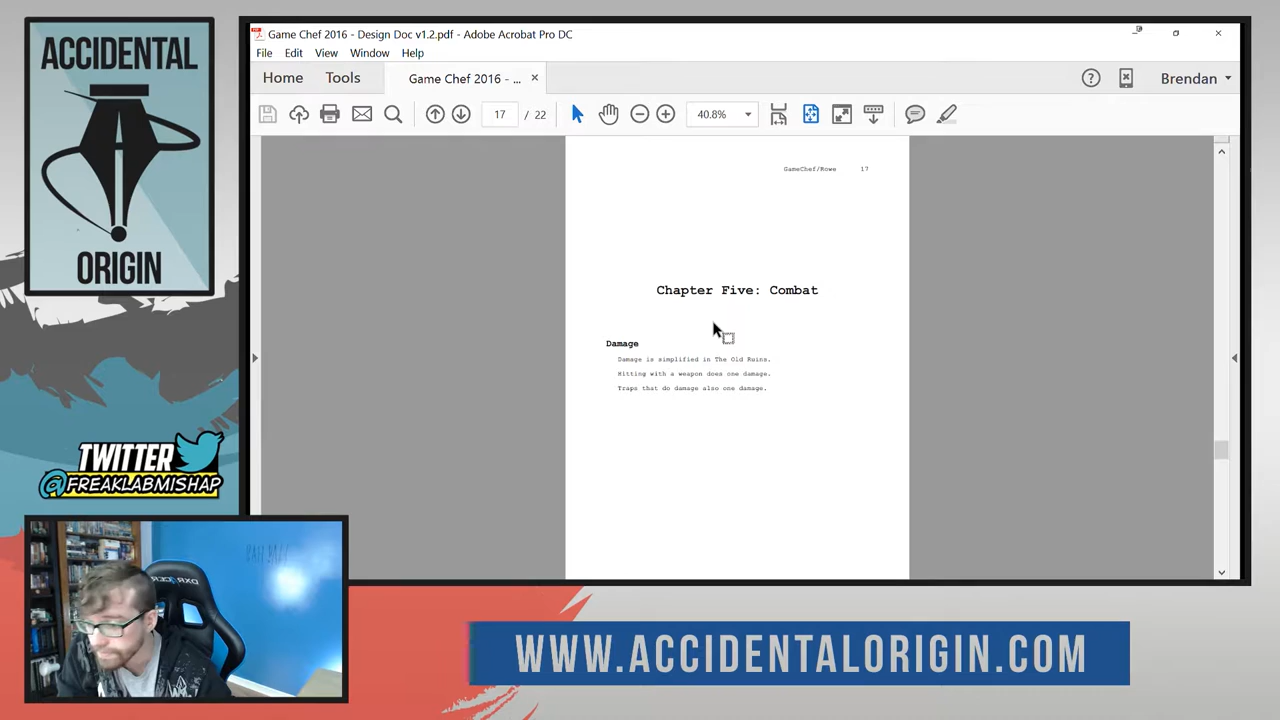 ACCIDENTAL
ORIGIN
Game Chef 2016 - Design Doc v1.2.pdf - Adobe Acrobat Pro DC
File Edit View Window Help
Home Tools Game Chef 2016 - ... Brendan
17 / 22 40.8%
GameChef/Rowe 17
Chapter Five: Combat
Damage
Damage is simplified in The Old Ruins.
Hitting with a weapon does one damage.
Traps that do damage also one damage.
TWITTER
@FREAKLABMISHAP
DXRACER
WWW.ACCIDENTALORIGIN.COM